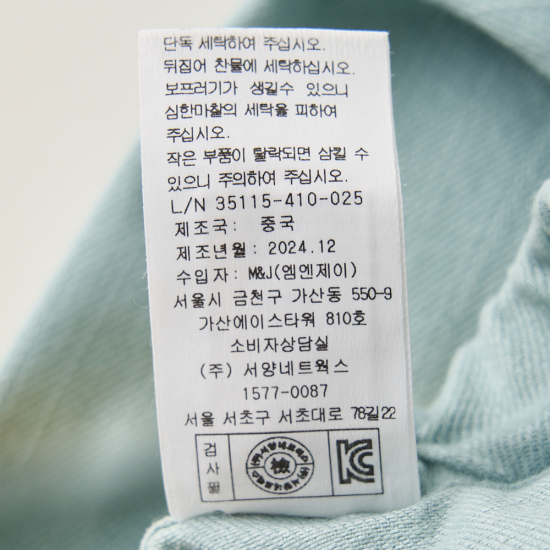 단독 세탁하여 주십시오.
뒤집어 찬물에 세탁하십시오.
보프러기가 생길수 있으니
심한마찰의 세탁을 피하여
주십시오.
작은 부품이 탈락되면 삼킬 수
있으니 주의하여 주십시오.
L/N 35115-410-025
제조국: 중국
제조년월: 2024.12
수입자: M&J(엠엔제이)
서울시 금천구 가산동 550-9
가산에이스타워 810호
소비자상담실
(주) 서양네트웍스
1577-0087
서울 서초구 서초대로 78길22
검사필
檢
KC